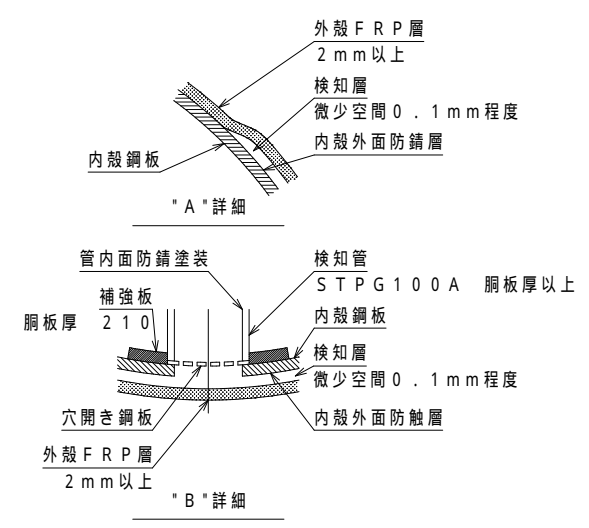 外殻ＦＲＰ層
２ｍｍ以上
検知層
微少空間０．１ｍｍ程度
内殻外面防錆層
内殻鋼板
"Ａ"詳細
管内面防錆塗装
検知管
ＳＴＰＧ１００Ａ　胴板厚以上
補強板
胴板厚　２１０
内殻鋼板
検知層
微少空間０．１ｍｍ程度
穴開き鋼板
内殻外面防触層
外殻ＦＲＰ層
２ｍｍ以上
"Ｂ"詳細